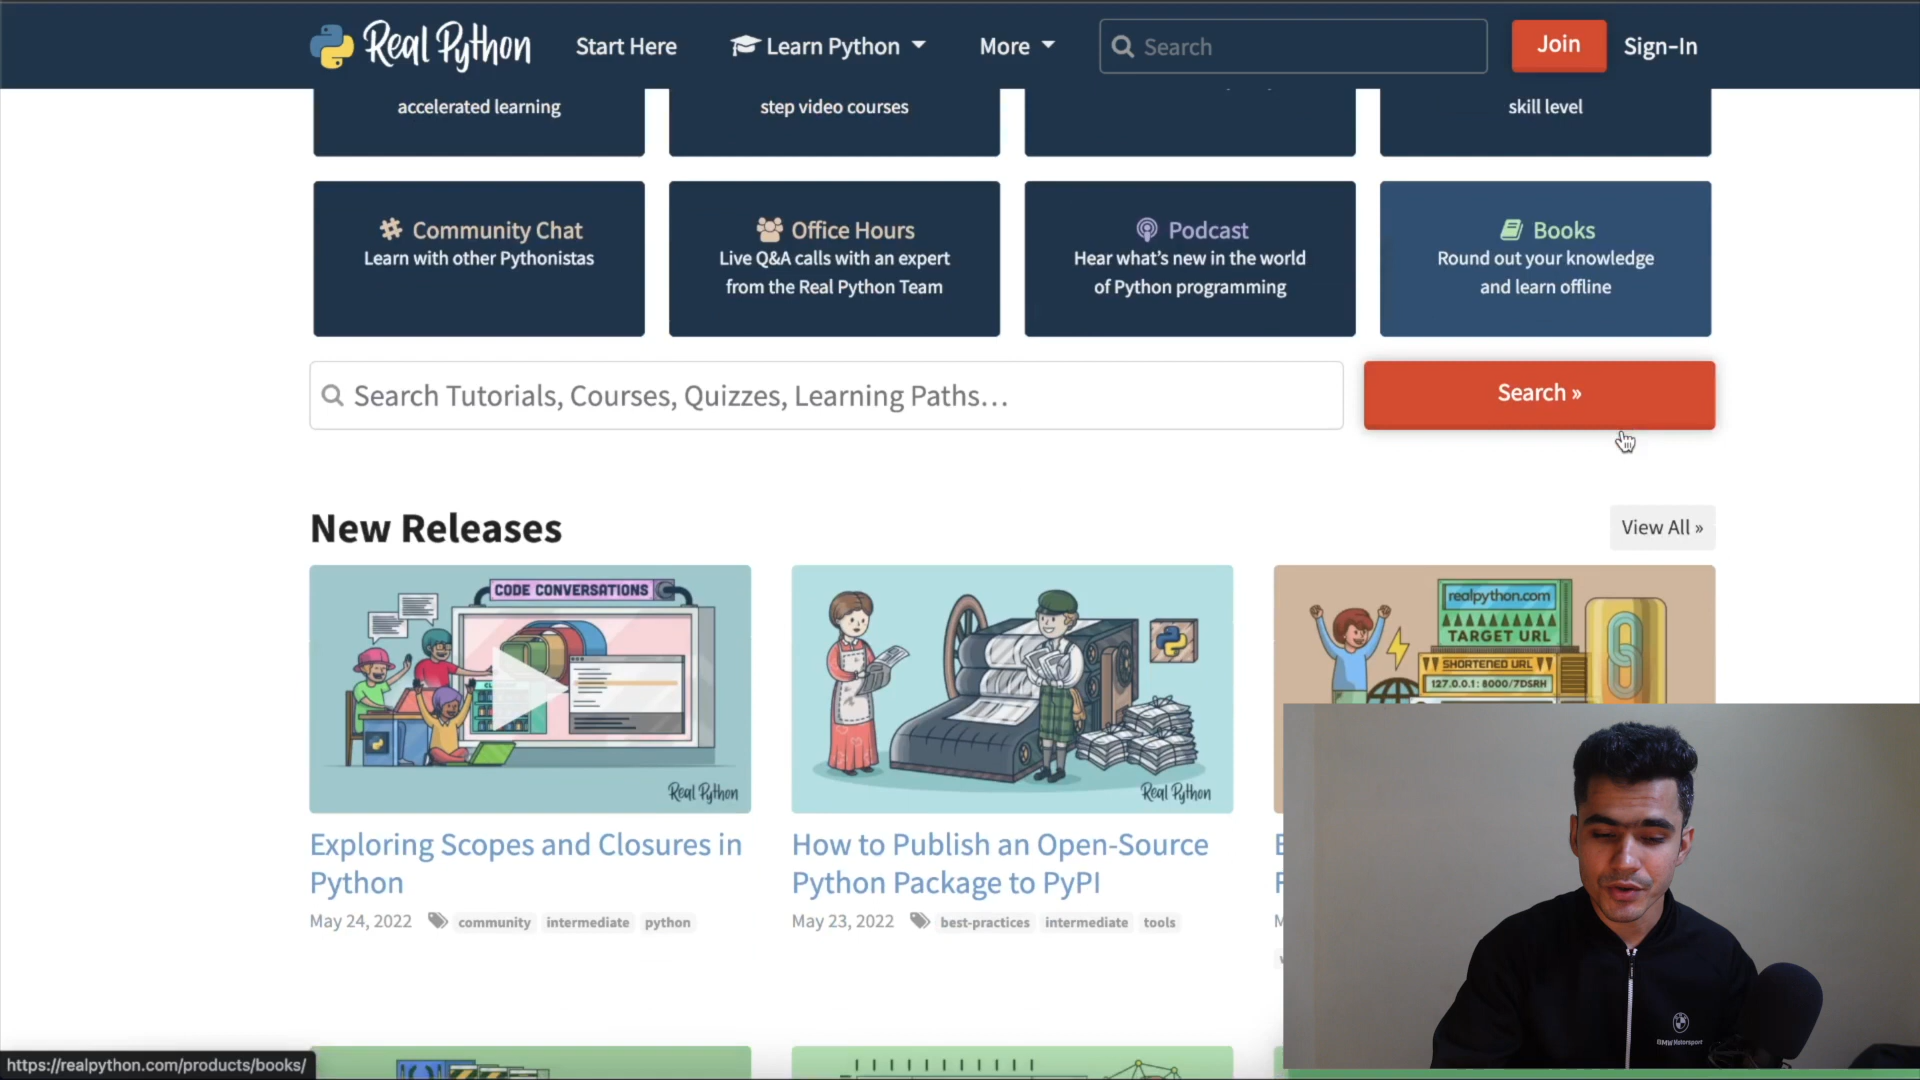 Real Python
Start Here
Learn Python
More
Search
Join
Sign-In
accelerated learning
step video courses
skill level
Community Chat
Learn with other Pythonistas
Office Hours
Live Q&A calls with an expert
from the Real Python Team
Podcast
Hear what's new in the world
of Python programming
Books
Round out your knowledge
and learn offline
Search Tutorials, Courses, Quizzes, Learning Paths...
Search »
New Releases
View All »
CODE CONVERSATIONS
Real Python
Real Python
realpython.com
TARGET URL
SHORTENED URL
127.0.0.1:8000/7DSRH
Exploring Scopes and Closures in
Python
May 24, 2022
community
intermediate
python
How to Publish an Open-Source
Python Package to PyPI
May 23, 2022
best-practices
intermediate
tools
BMW Motorsport
https://realpython.com/products/books/